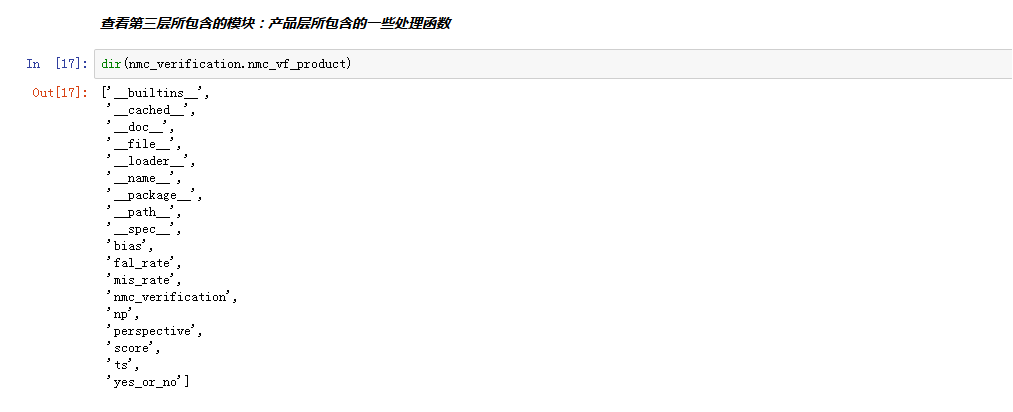 查看第三层所包含的模块：产品层所包含的一些处理函数
In [17]: dir(nmc_verification.nmc_vf_product)
Out[17]: ['__builtins__',
'__cached__',
'__doc__',
'__file__',
'__loader__',
'__name__',
'__package__',
'__path__',
'__spec__',
'bias',
'fal_rate',
'mis_rate',
'nmc_verification',
'np',
'perspective',
'score',
'ts',
'yes_or_no']